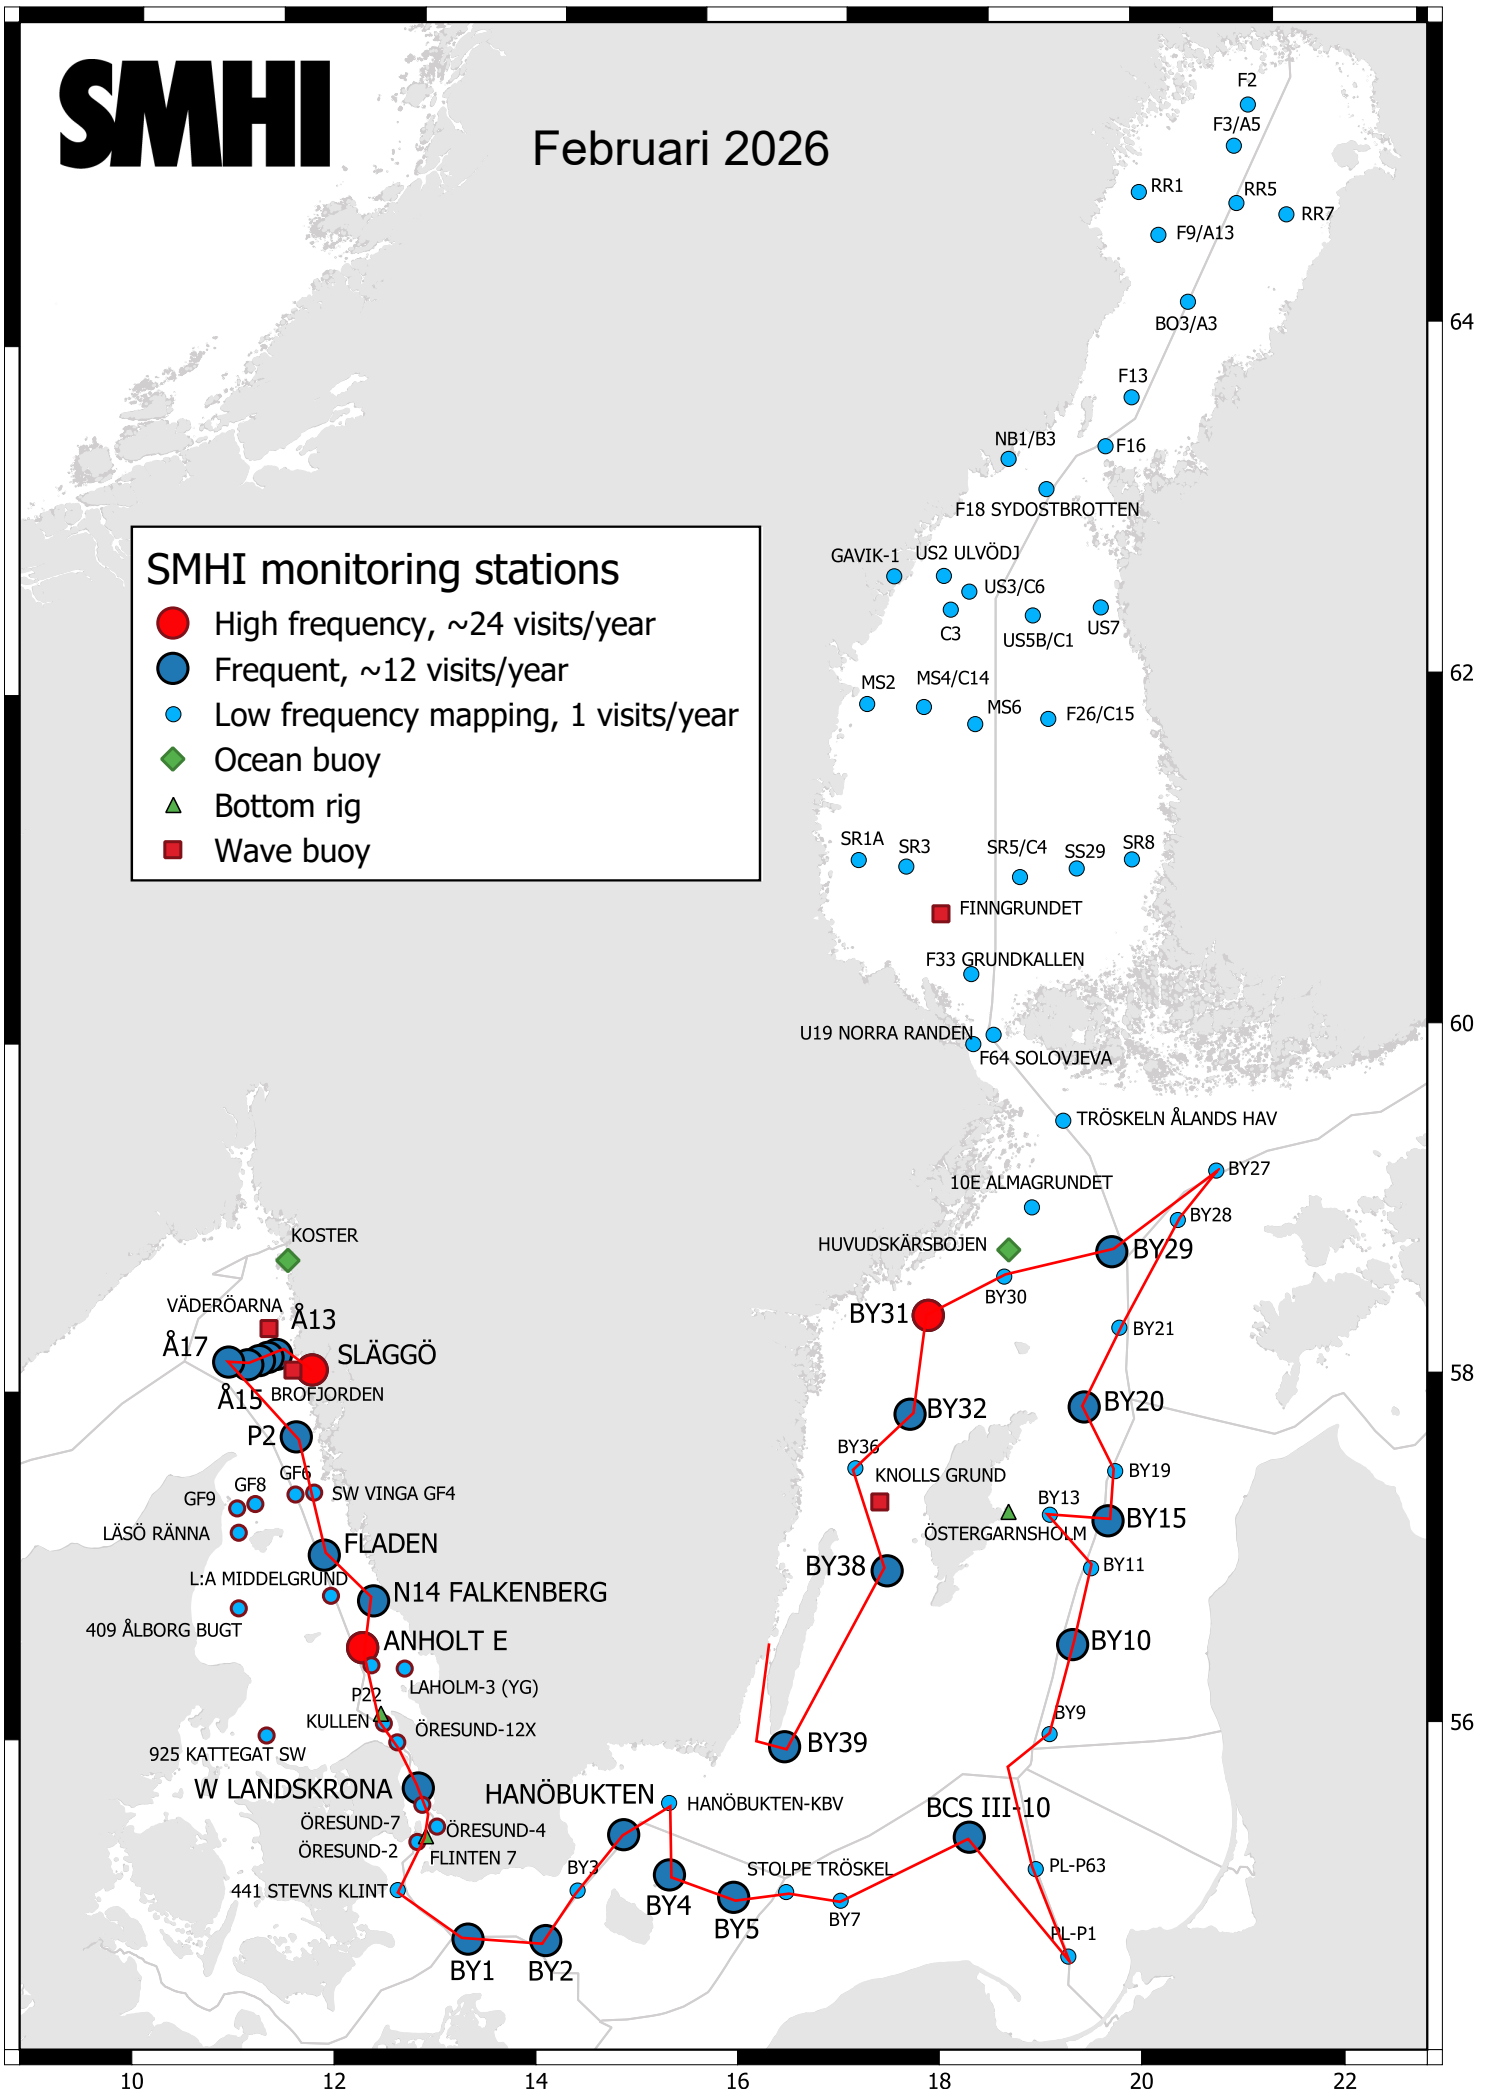 SMHI
Februari 2026
F2
F3/A5
RR1
RR5
RR7
F9/A13
BO3/A3
64
F13
NB1/B3
F16
F18 SYDOSTBROTTEN
SMHI monitoring stations
High frequency, ~24 visits/year
Frequent, ~12 visits/year
Low frequency mapping, 1 visits/year
Ocean buoy
Bottom rig
Wave buoy
GAVIK-1
US2 ULVÖDJ
US3/C6
C3
US5B/C1
US7
62
MS2
MS4/C14
MS6
F26/C15
SR1A
SR3
SR5/C4
SS29
SR8
FINNGRUNDET
F33 GRUNDKALLEN
60
U19 NORRA RANDEN
F64 SOLOVJEVA
TRÖSKELN ÅLANDS HAV
BY27
10E ALMAGRUNDET
BY28
HUVUDSKÄRSBOJEN
BY29
BY30
BY31
BY21
KOSTER
VÄDERÖARNA
Å13
Å17
SLÄGGÖ
Å15
BROFJORDEN
58
P2
BY32
BY20
BY36
KNOLLS GRUND
BY19
GF6
GF8
GF9
SW VINGA GF4
BY13
LÄSÖ RÄNNA
ÖSTERGARNSHOLM
BY15
FLADEN
BY38
BY11
L:A MIDDELGRUND
N14 FALKENBERG
409 ÅLBORG BUGT
ANHOLT E
BY10
LAHOLM-3 (YG)
P22
KULLEN
ÖRESUND-12X
BY9
56
925 KATTEGAT SW
BY39
W LANDSKRONA
HANÖBUKTEN
HANÖBUKTEN-KBV
BCS III-10
ÖRESUND-7
ÖRESUND-4
ÖRESUND-2
FLINTEN 7
BY3
STOLPE TRÖSKEL
PL-P63
441 STEVNS KLINT
BY4
BY5
BY7
PL-P1
BY1
BY2
10
12
14
16
18
20
22